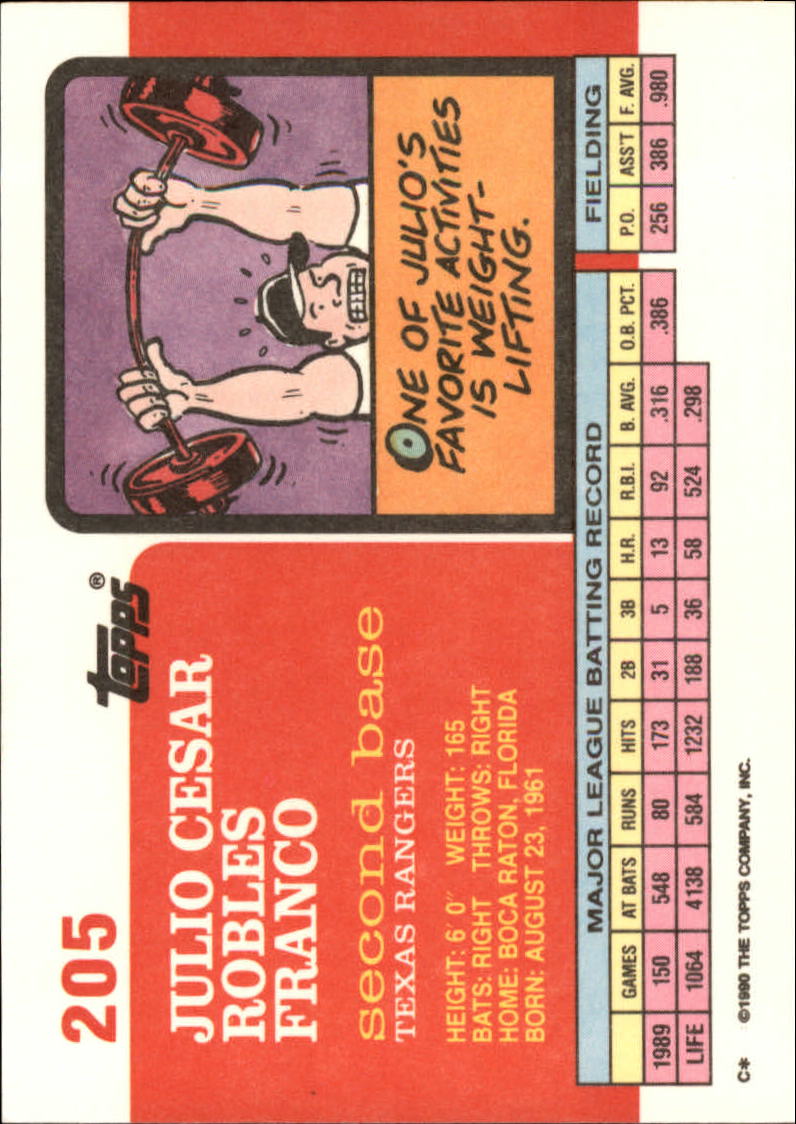 205
topps®
JULIO CESAR
ROBLES
FRANCO
second base
TEXAS RANGERS
HEIGHT: 6' 0" WEIGHT: 165
BATS: RIGHT THROWS: RIGHT
HOME: BOCA RATON, FLORIDA
BORN: AUGUST 23, 1961
ONE OF JULIO'S
FAVORITE ACTIVITIES
IS WEIGHT-
LIFTING.
MAJOR LEAGUE BATTING RECORD FIELDING
GAMES AT BATS RUNS HITS 2B 3B H.R. R.B.I. B. AVG. O.B. PCT. P.O. ASS'T F. AVG.
1989 150 548 80 173 31 5 13 92 .316 .386 256 386 .980
LIFE 1064 4138 584 1232 188 36 58 524 .298
C* ©1990 THE TOPPS COMPANY, INC.